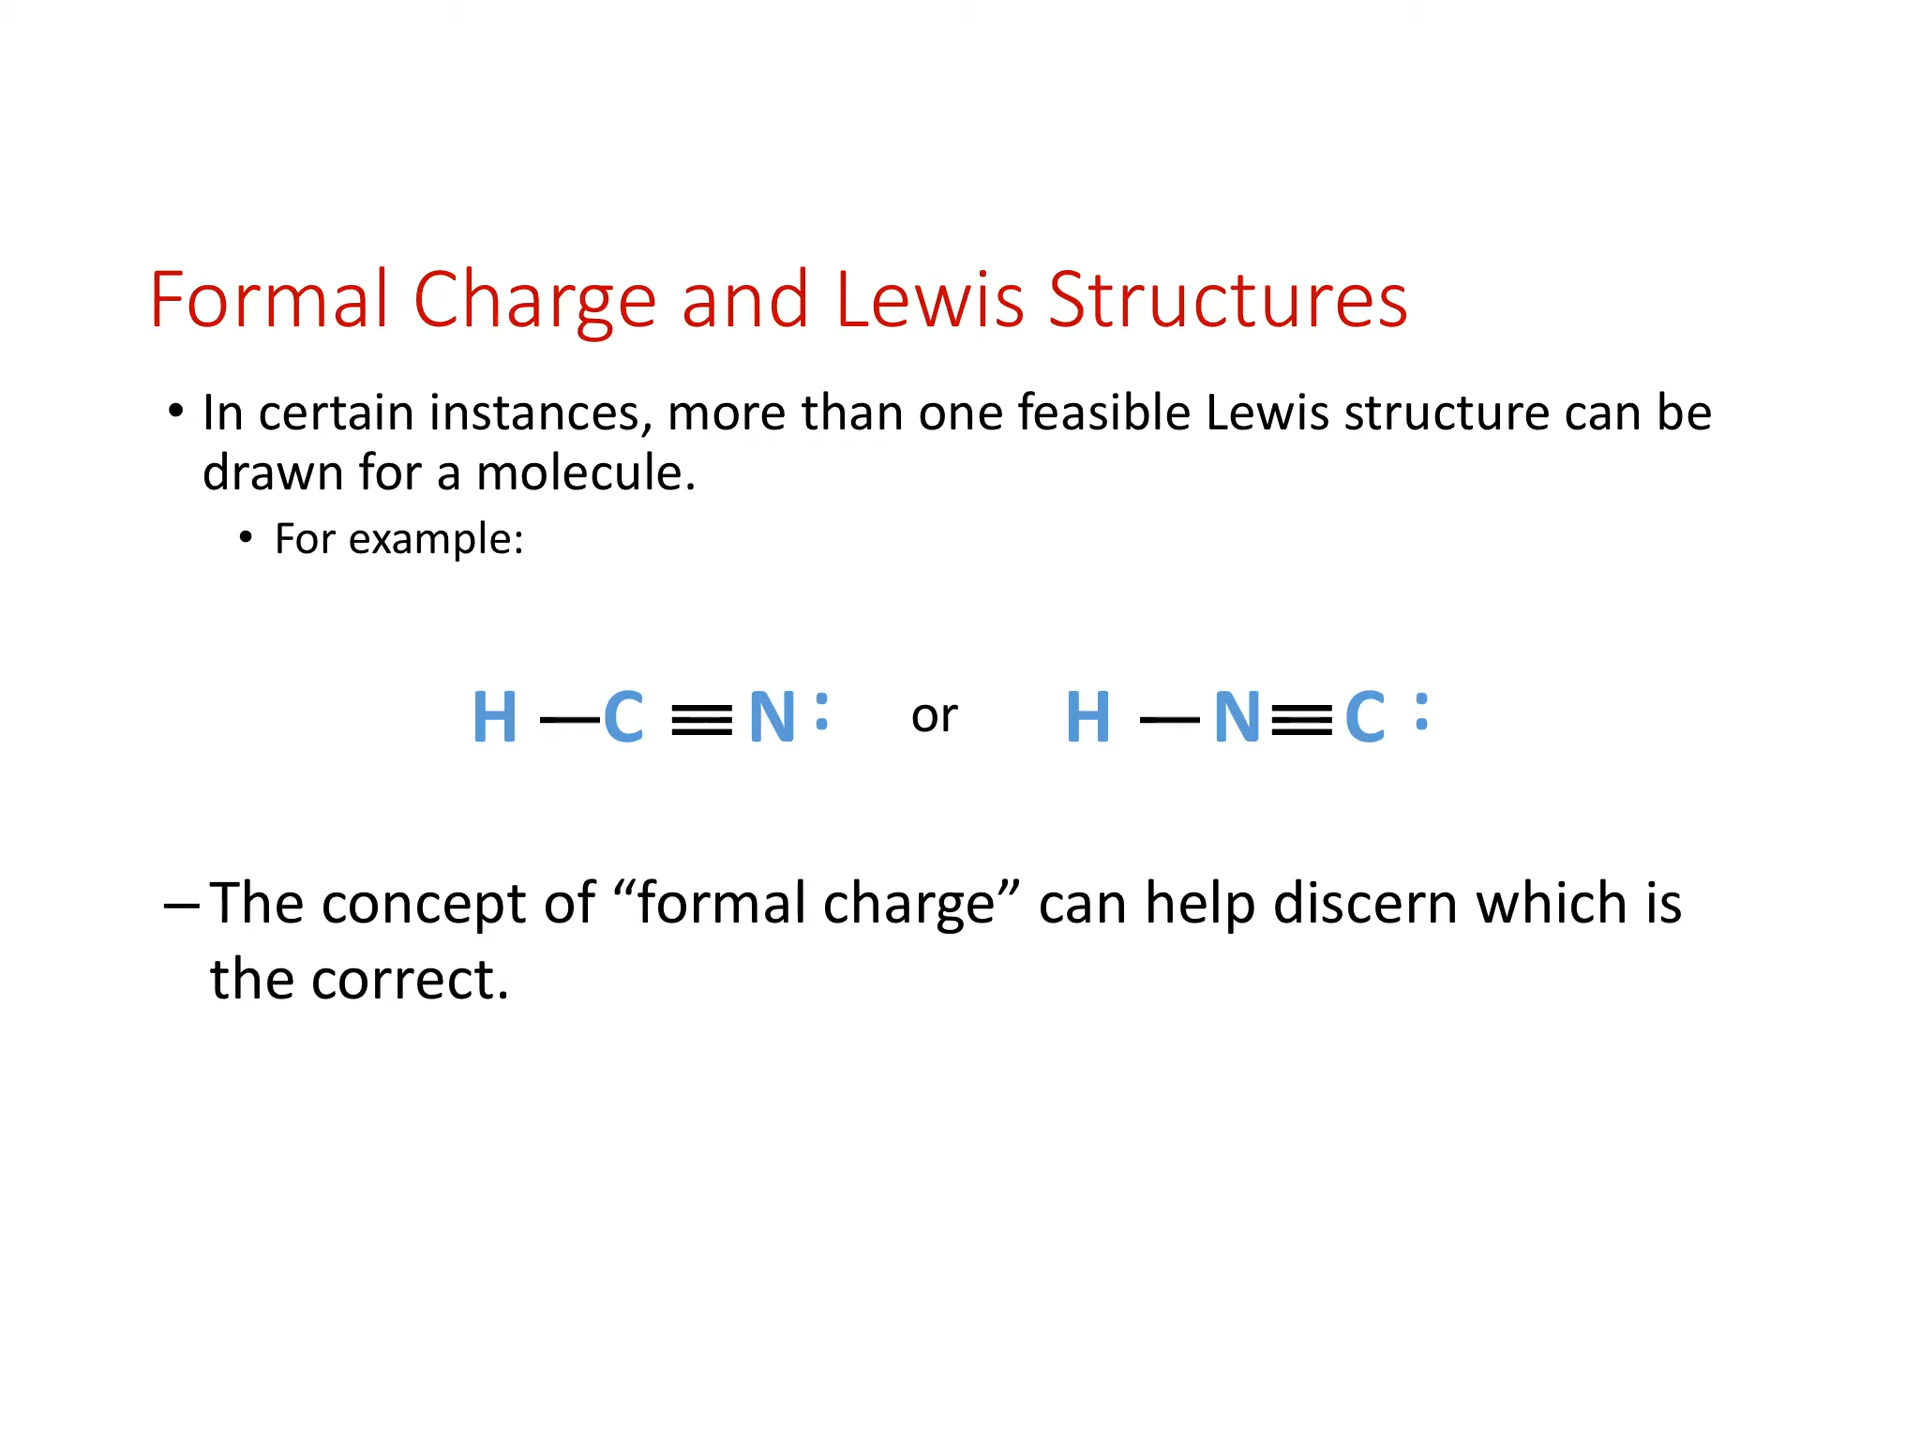 Formal Charge and Lewis Structures
• In certain instances, more than one feasible Lewis structure can be
drawn for a molecule.
• For example:
H —C ≡ N : or H — N≡C :
– The concept of “formal charge” can help discern which is
the correct.